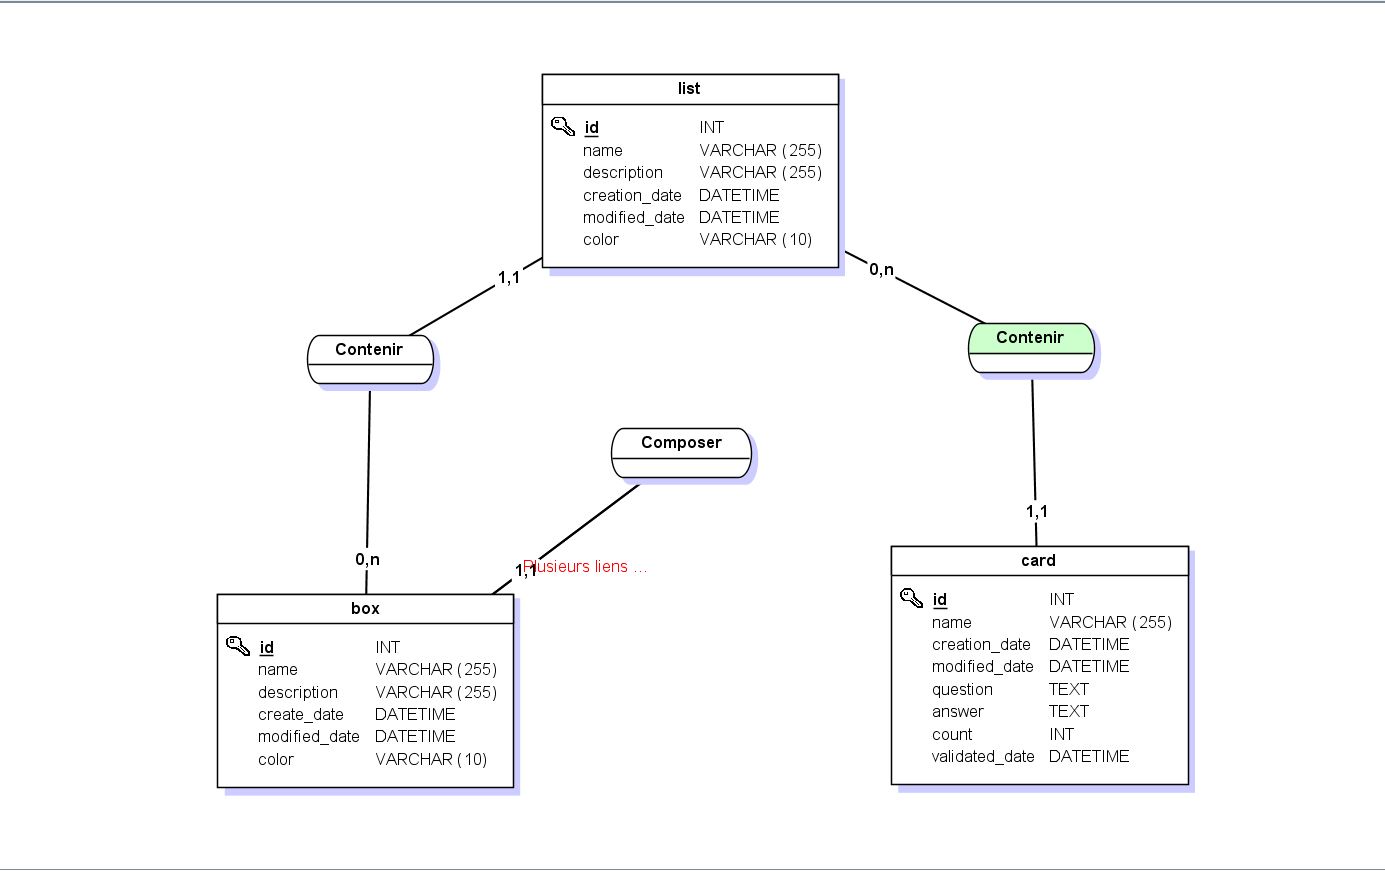 list
id INT
name VARCHAR (255)
description VARCHAR (255)
creation_date DATETIME
modified_date DATETIME
color VARCHAR (10)
1,1
0,n
Contenir
Contenir
Composer
0,n
1,1
Plusieurs liens ...
1,1
box
id INT
name VARCHAR (255)
description VARCHAR (255)
create_date DATETIME
modified_date DATETIME
color VARCHAR (10)
card
id INT
name VARCHAR (255)
creation_date DATETIME
modified_date DATETIME
question TEXT
answer TEXT
count INT
validated_date DATETIME